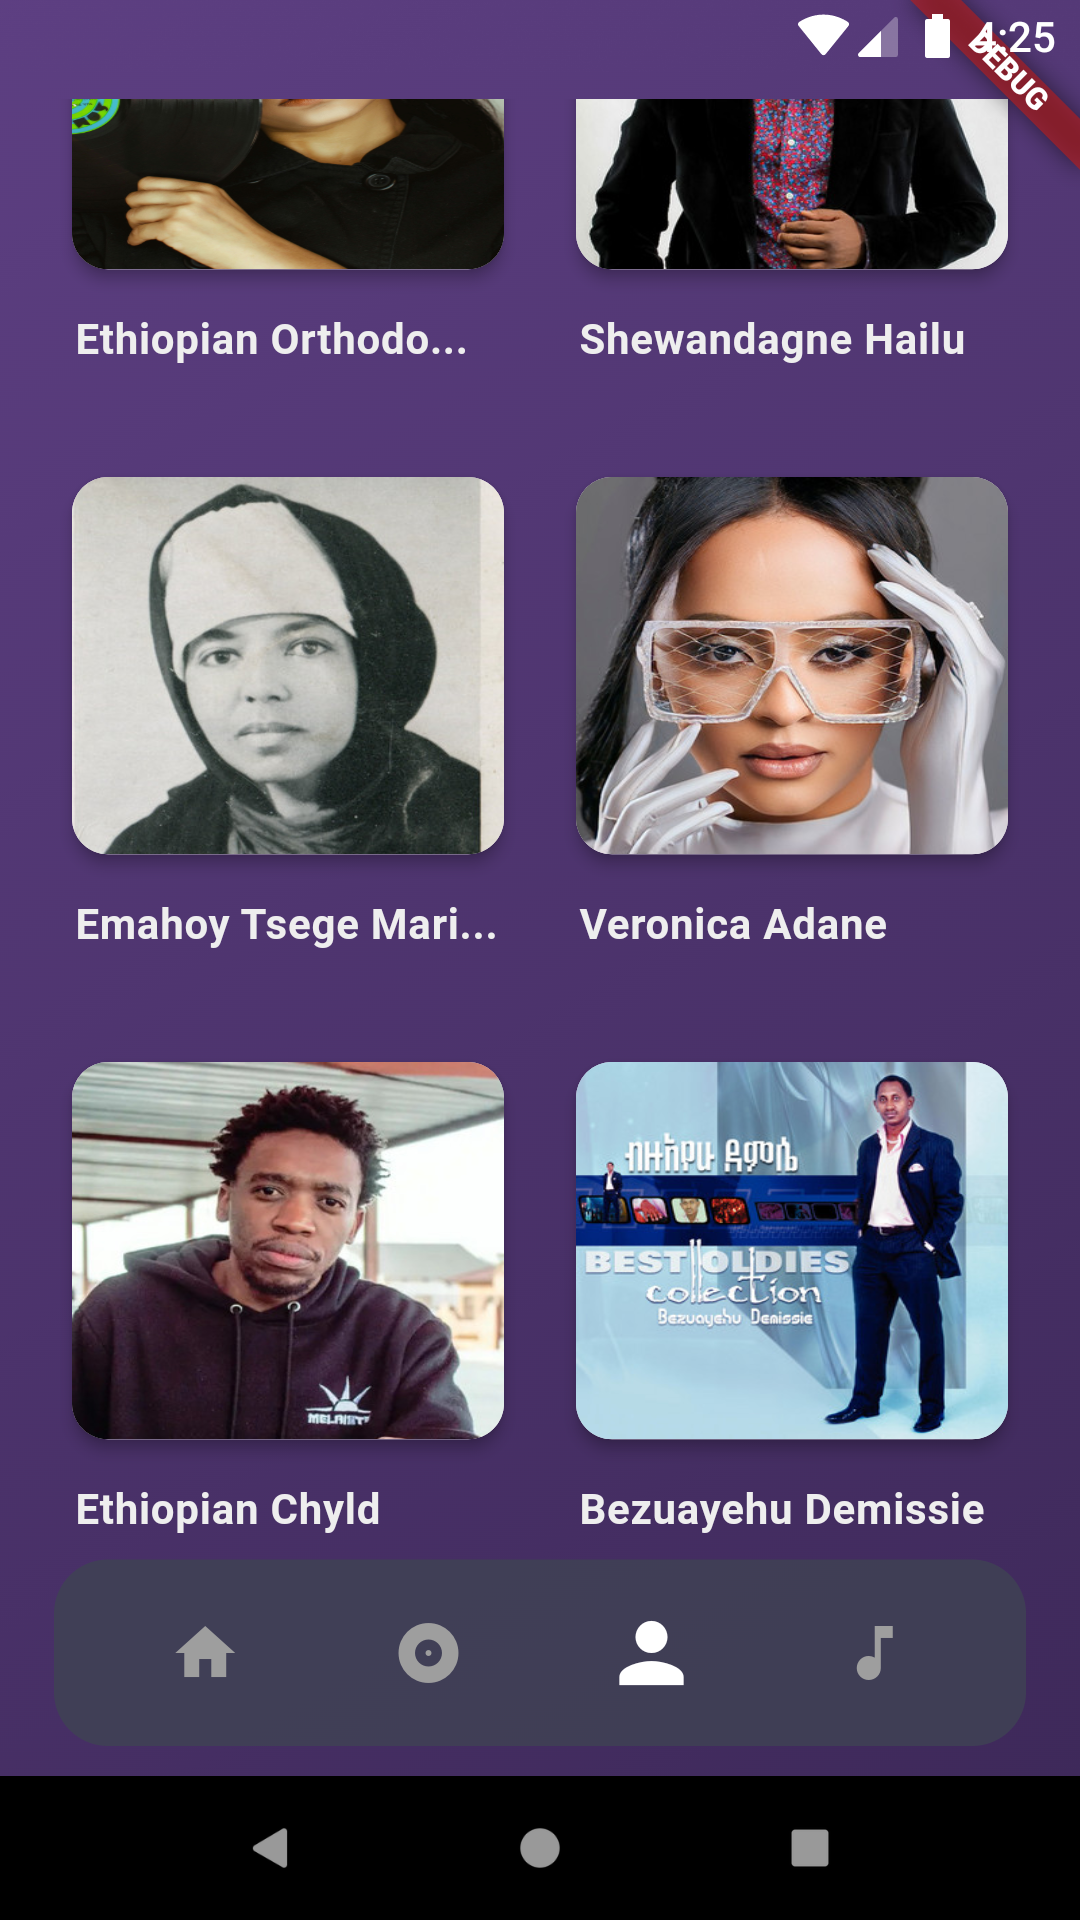 4:25
DEBUG
Ethiopian Orthodo...
Shewandagne Hailu
Emahoy Tsege Mari...
Veronica Adane
ብዙአየሁ ደምሴ
BEST OLDIES
collection
Bezuayehu Demissie
Ethiopian Chyld
Bezuayehu Demissie